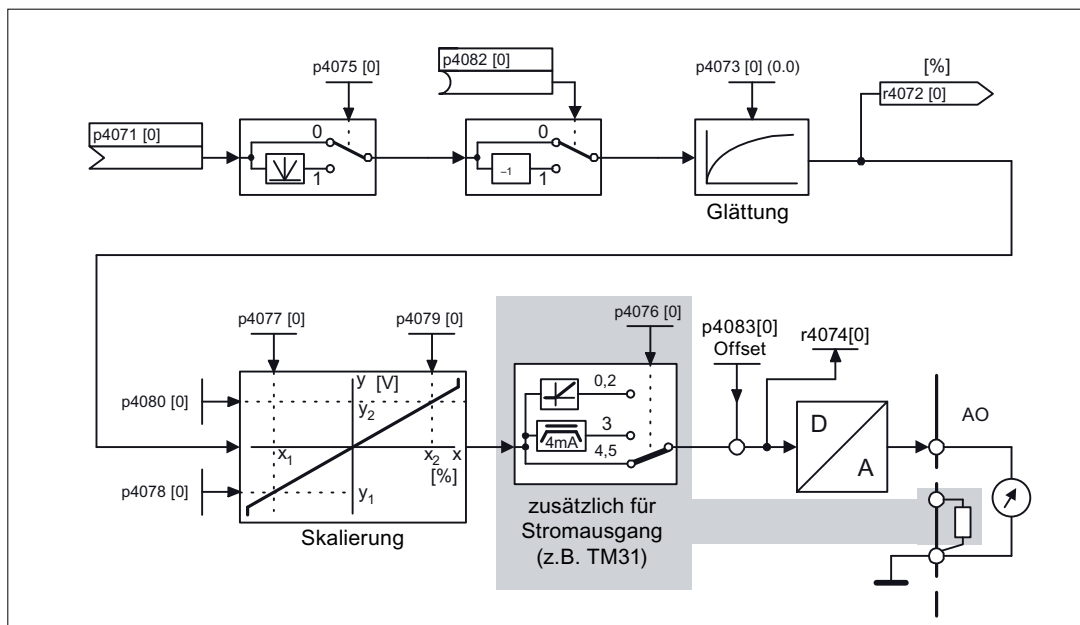 p4075 [0]
p4082 [0]
p4073 [0] (0.0)
[%]
r4072 [0]
p4071 [0]
0
1
0
–1
1
Glättung
p4077 [0]
p4079 [0]
p4076 [0]
p4083[0]
Offset
r4074[0]
p4080 [0]
y [V]
y2
0,2
D
AO
3
4mA
4,5
x1
x2 x
[%]
A
p4078 [0]
y1
Skalierung
zusätzlich für
Stromausgang
(z.B. TM31)